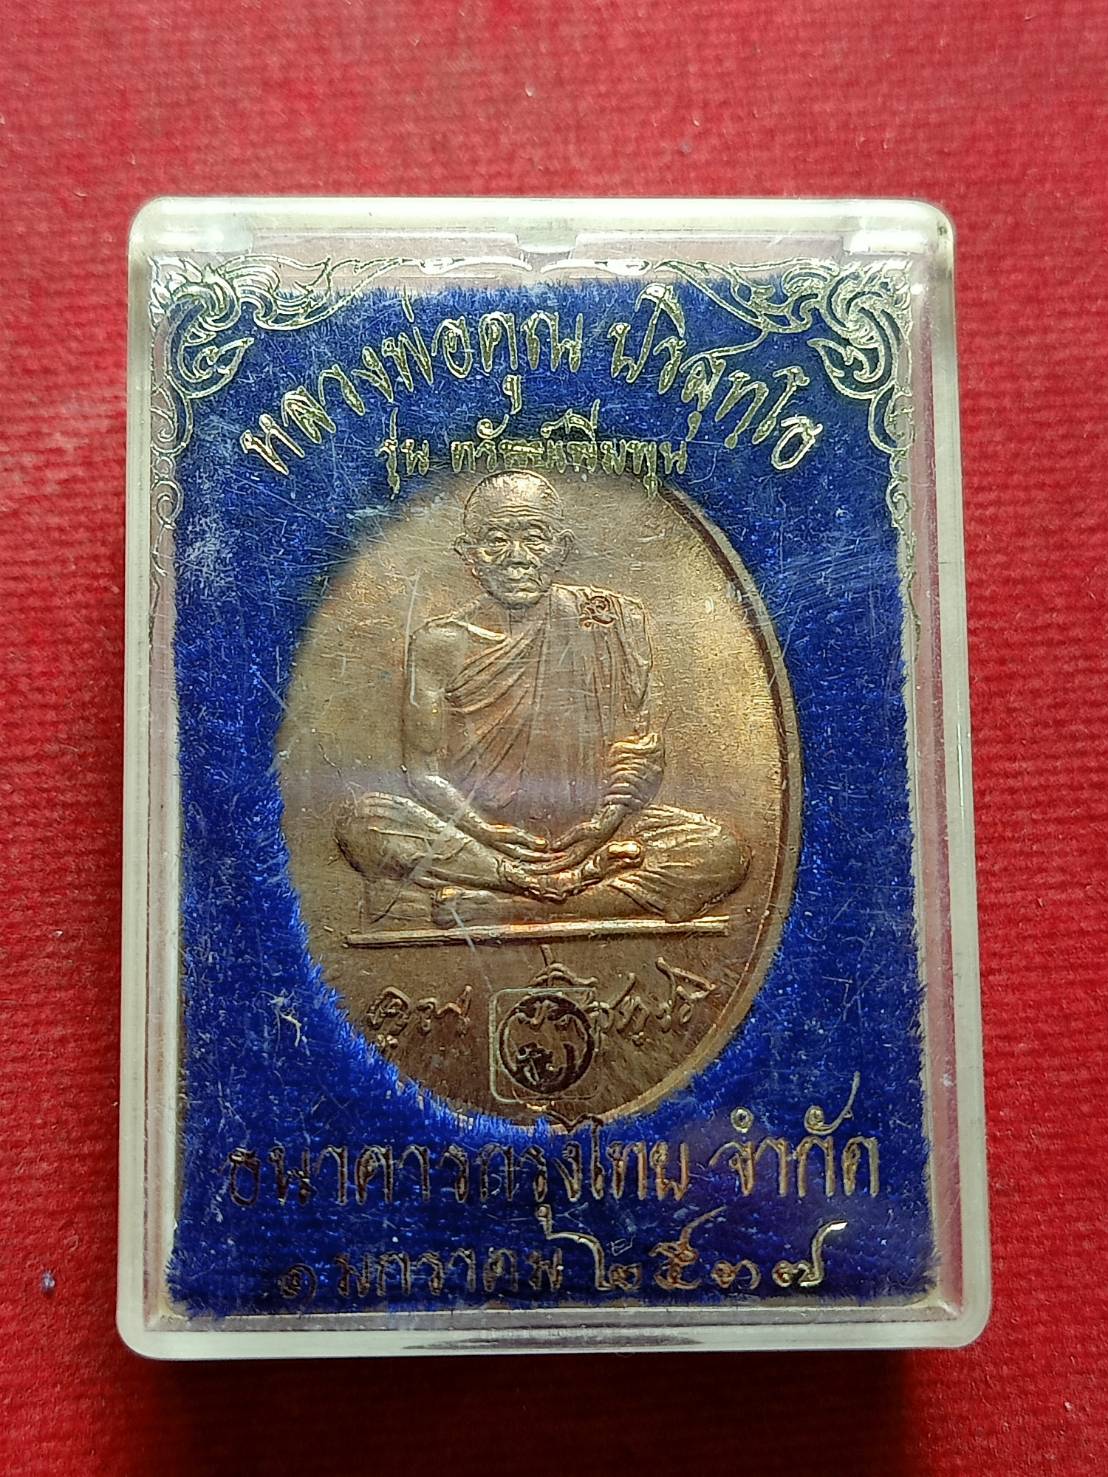 หลวงพ่อคูณ ปริสุทโธ
รุ่น ทรัพย์เพิ่มพูน
คูณ ปริสุทฺโธ
ธนาคารกรุงไทย จำกัด
๑ มกราคม ๒๕๓๗